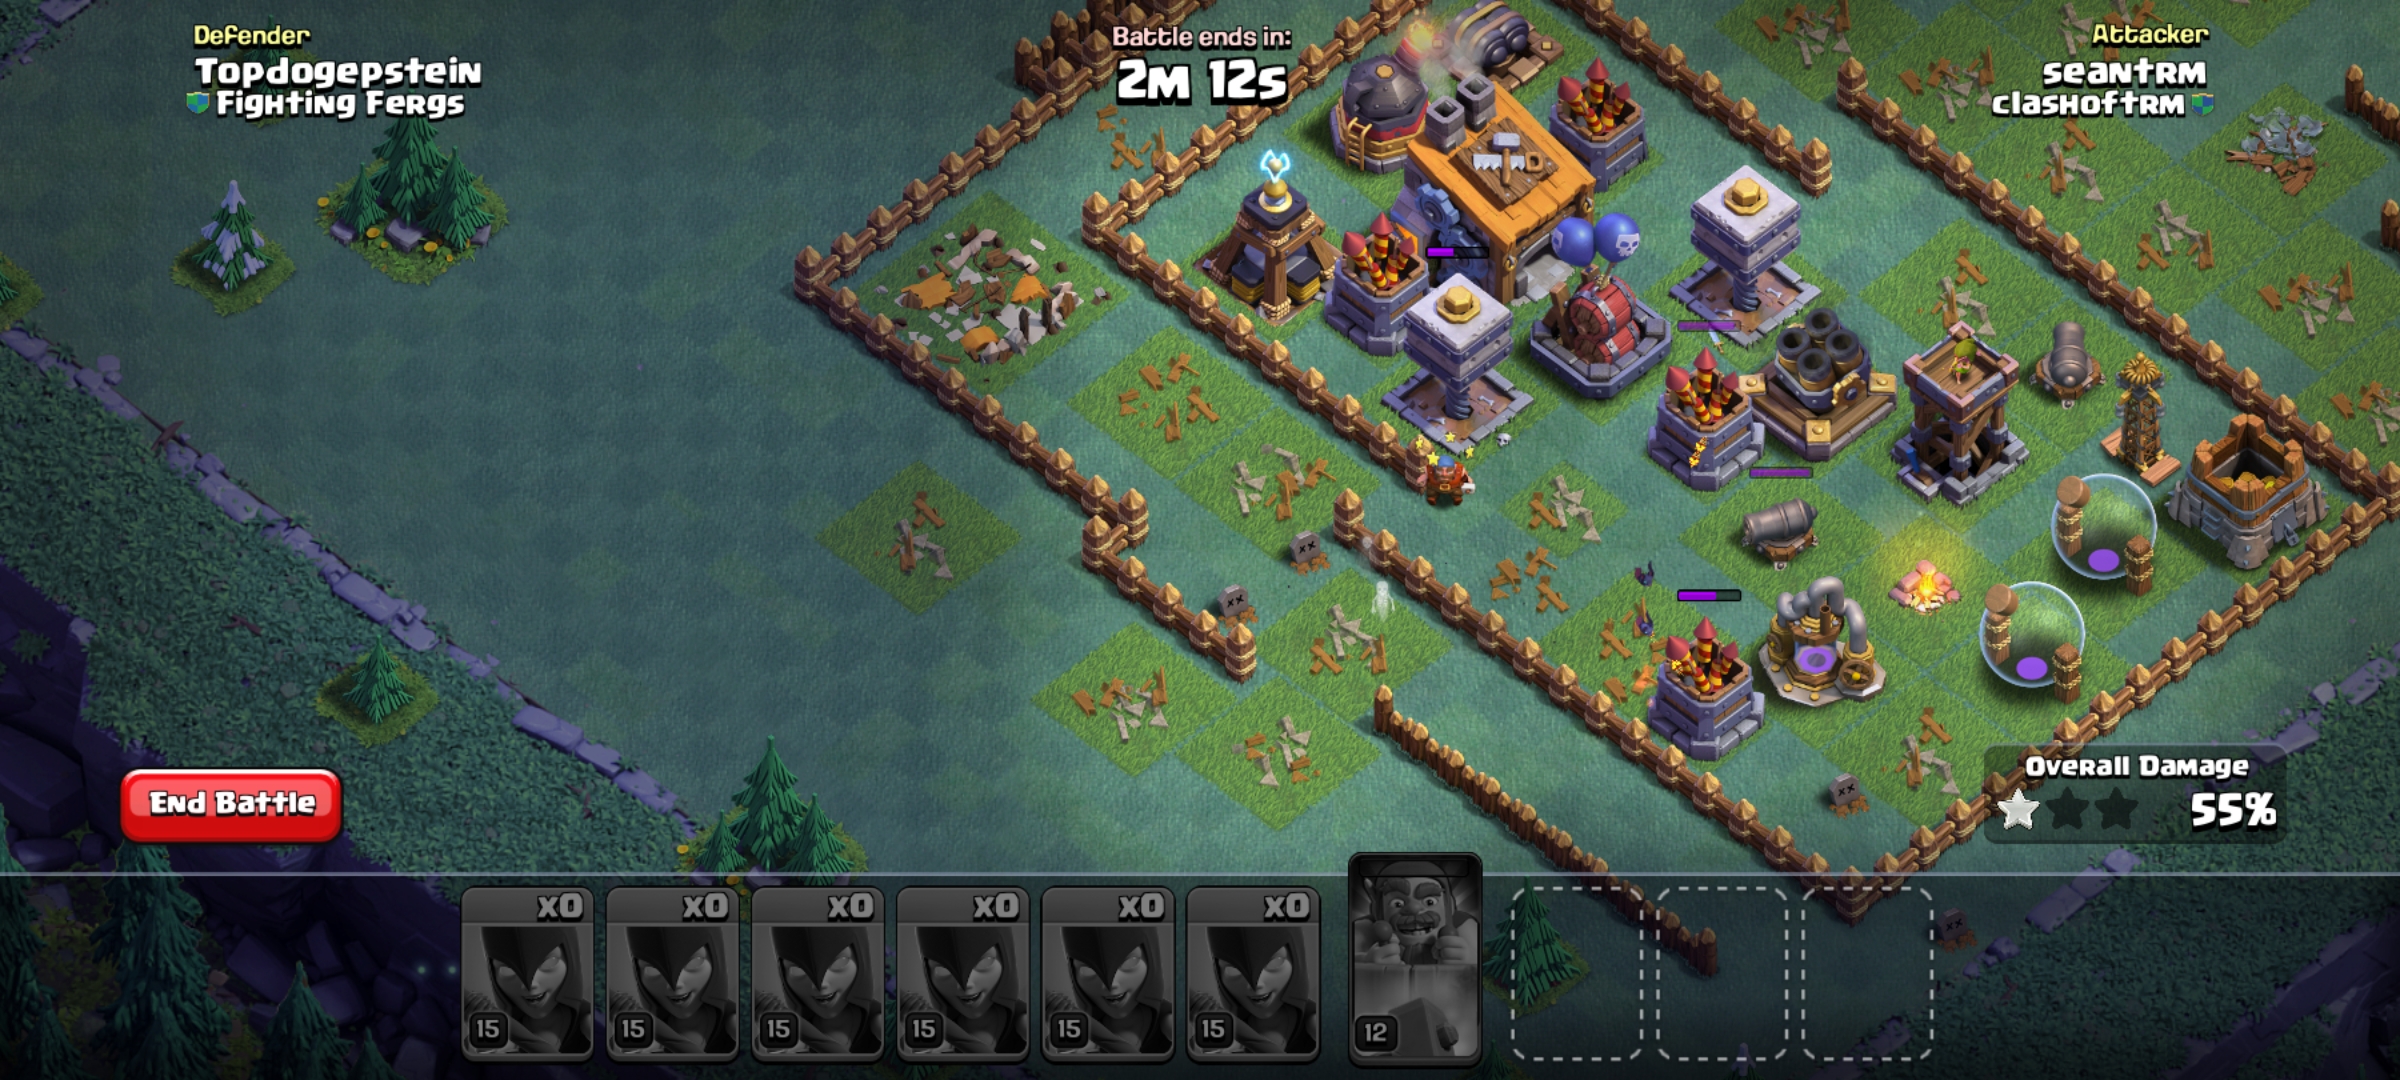 Defender
Topdogepstein
Fighting Fergs
Battle ends in:
2M 12s
Attacker
seantrm
clashoftrm
End Battle
Overall Damage
55%
x0
x0
x0
x0
x0
x0
15
15
15
15
15
15
12